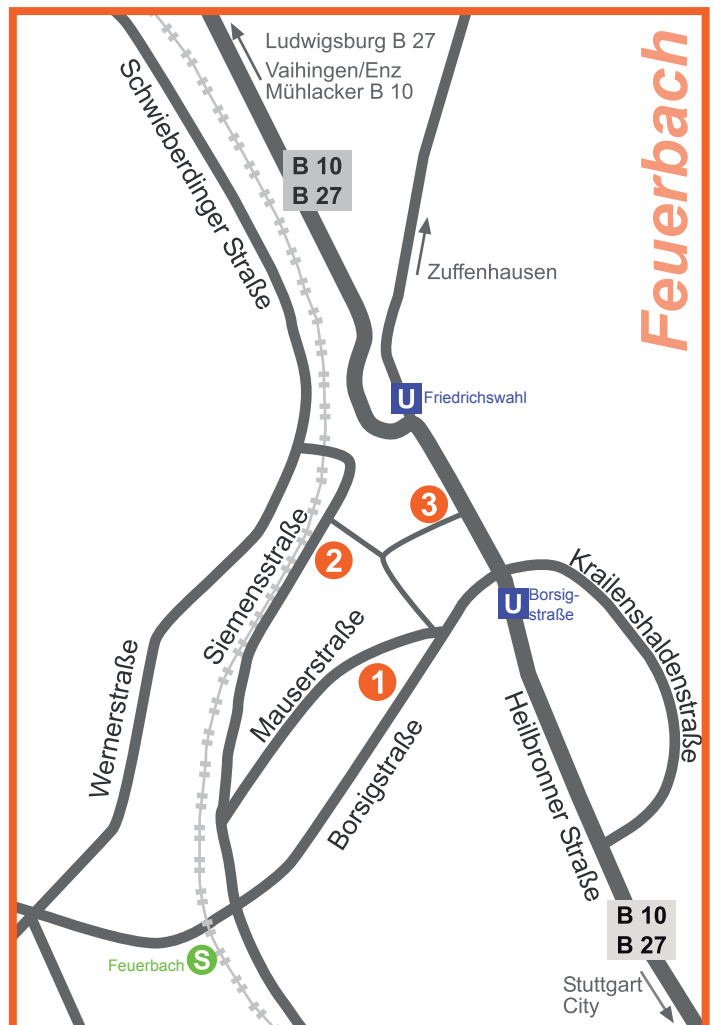 Ludwigsburg B 27
Vaihingen/Enz
Mühlacker B 10
Feuerbach
Schwieberdinger Straße
B 10
B 27
Zuffenhausen
U
Friedrichswahl
3
Siemensstraße
2
Krailenshaldenstraße
U
Borsig-
straße
Mauserstraße
1
Wernerstraße
Borsigstraße
Heilbronner Straße
B 10
B 27
Feuerbach
S
Stuttgart
City